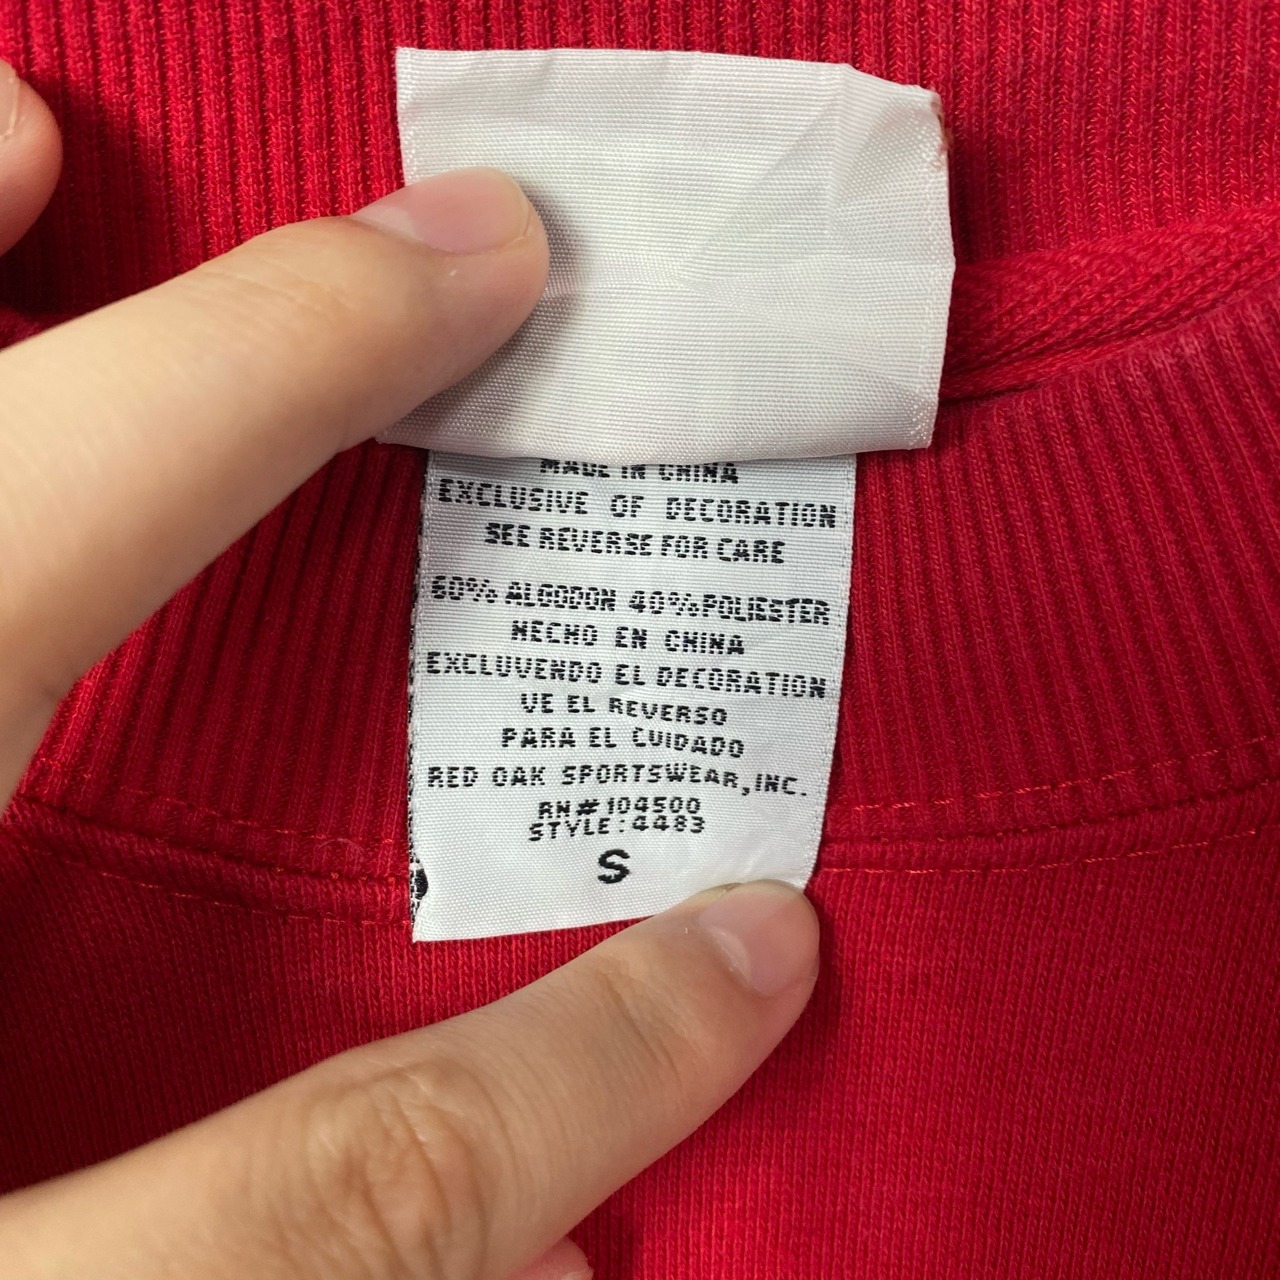 MADE IN CHINA
EXCLUSIVE OF DECORATION
SEE REVERSE FOR CARE
60% ALGODON 40% POLIESTER
HECHO EN CHINA
EXCLUVENDO EL DECORATION
VE EL REVERSO
PARA EL CUIDADO
RED OAK SPORTSWEAR, INC.
RN# 104500
STYLE: 4483
S